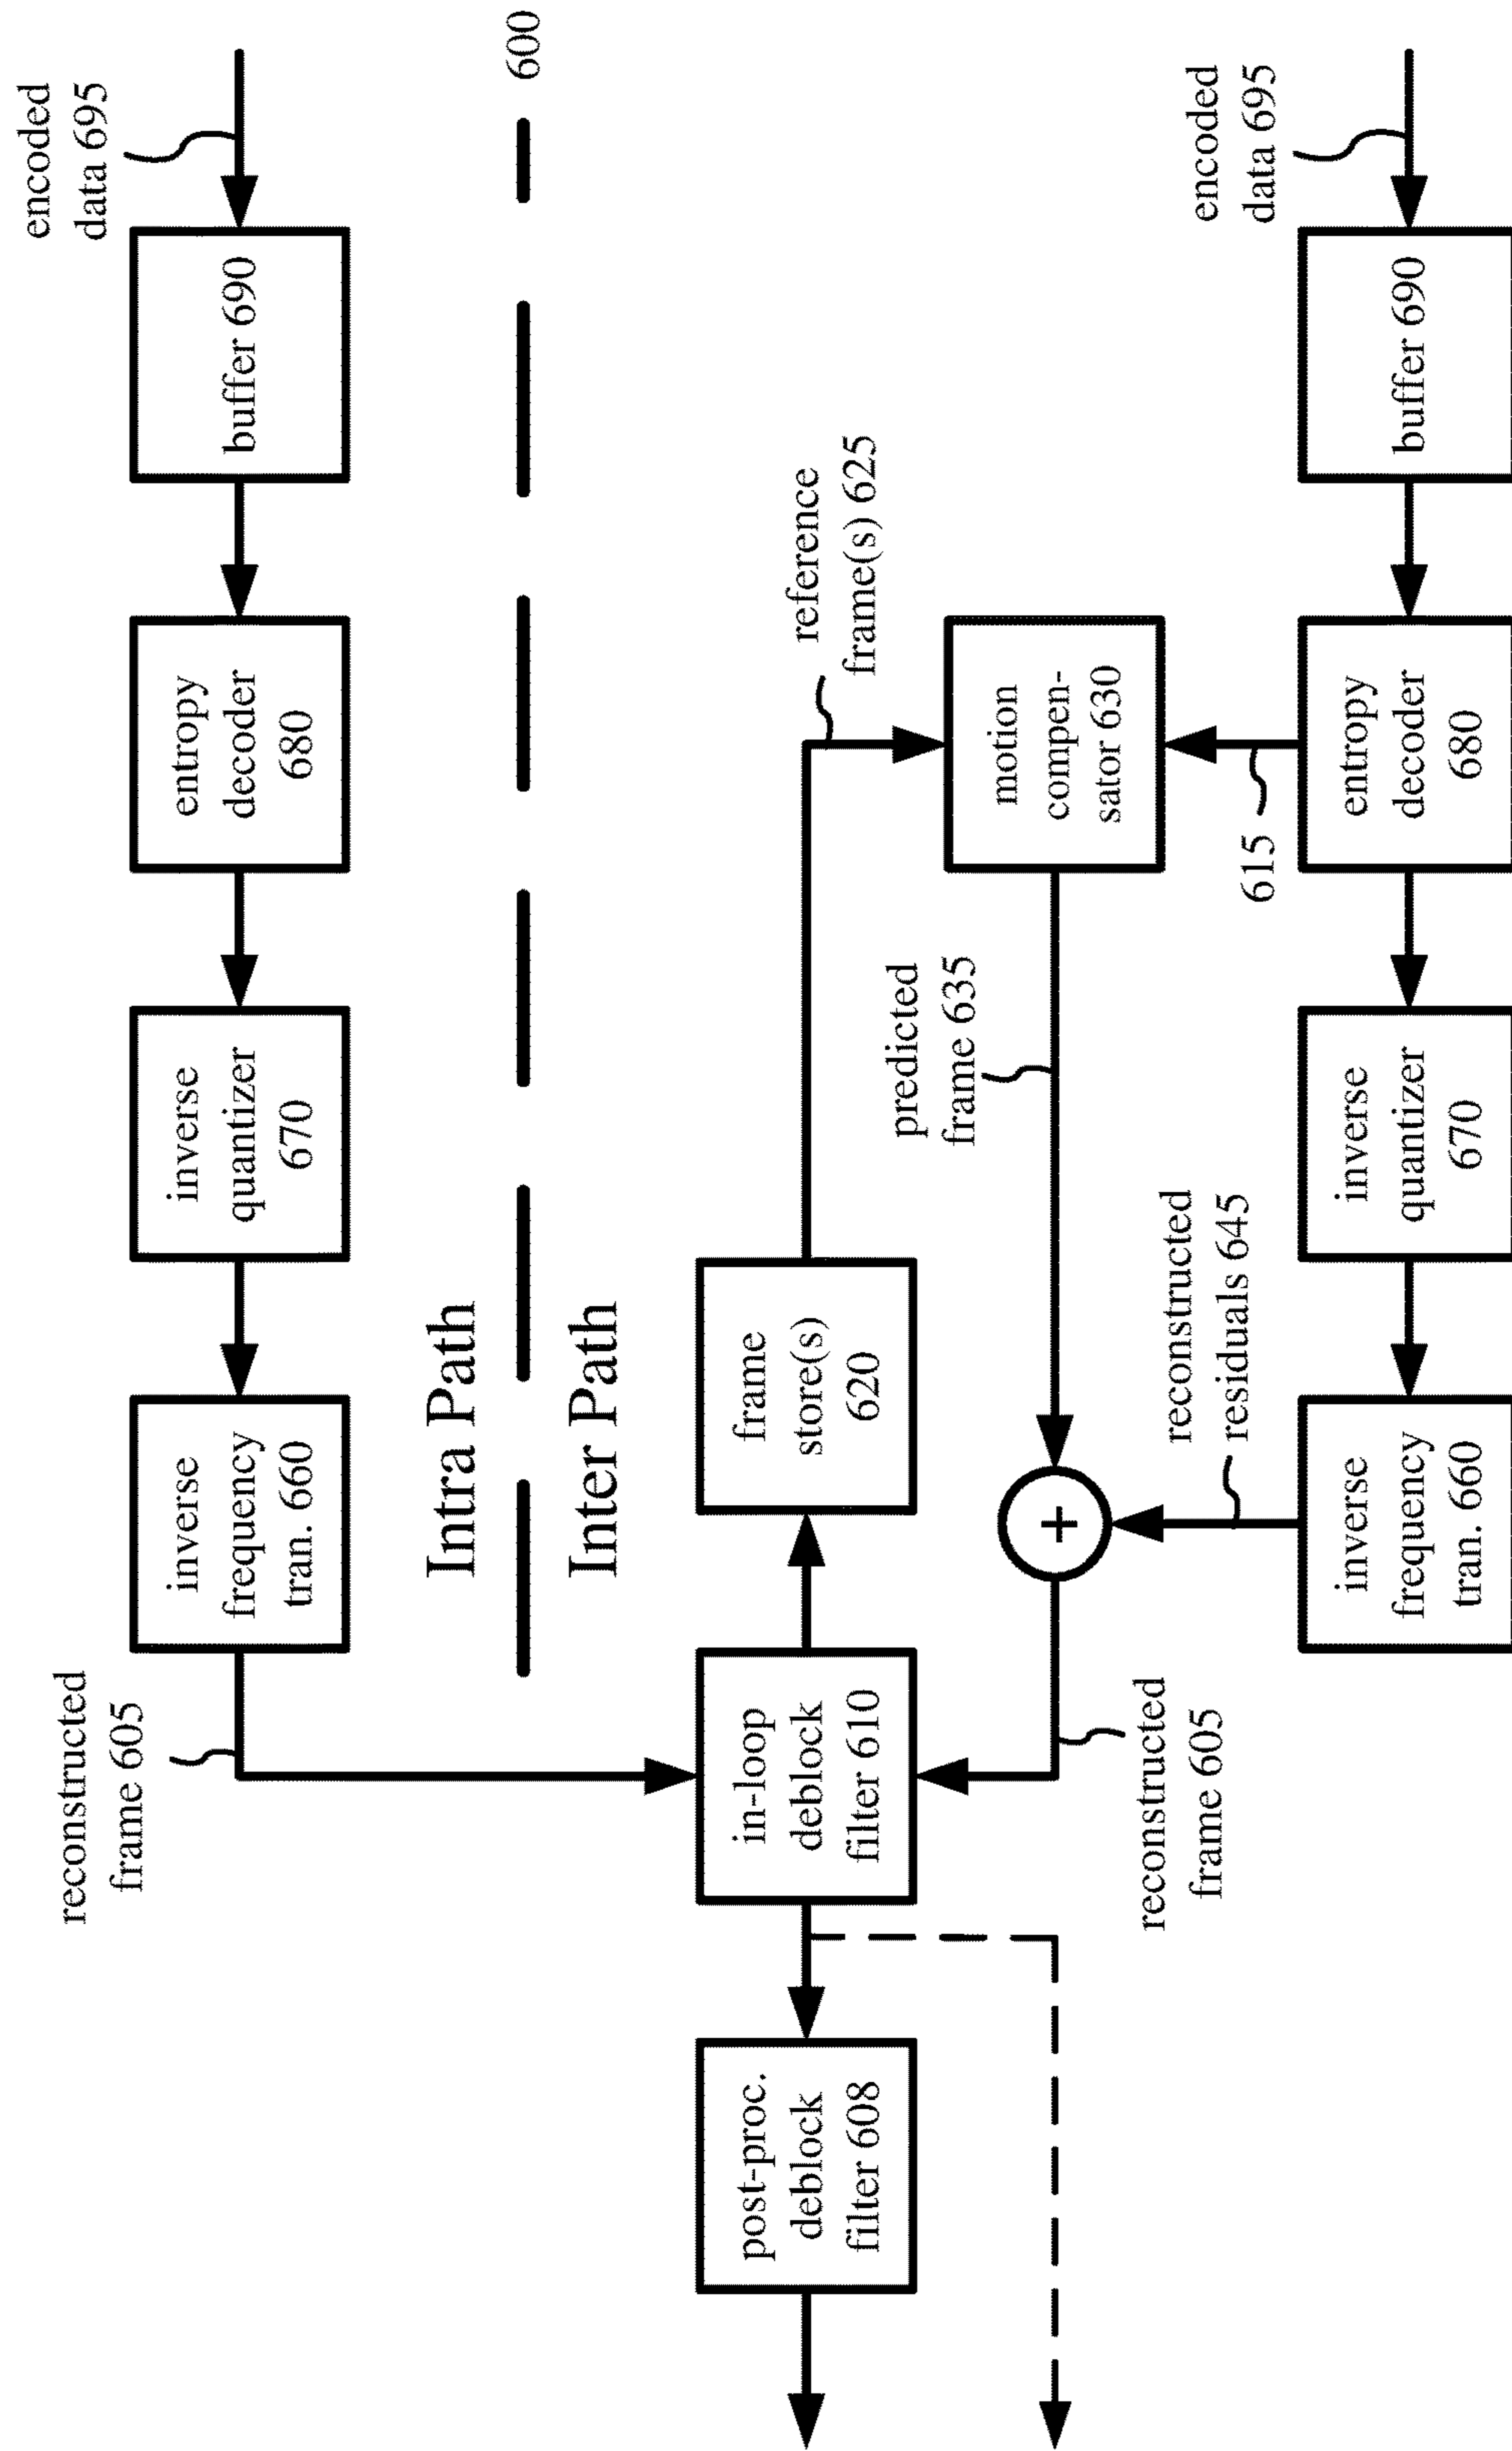 reconstructed
frame 605
inverse
frequency
tran. 660
inverse
quantizer
670
entropy
decoder
680
buffer 690
encoded
data 695
Intra Path
600
Inter Path
post-proc.
deblock
filter 608
in-loop
deblock
filter 610
frame
store(s)
620
reference
frame(s) 625
predicted
frame 635
motion
compen-
sator 630
+
reconstructed
frame 605
reconstructed
residuals 645
615
encoded
data 695
inverse
frequency
tran. 660
inverse
quantizer
670
entropy
decoder
680
buffer 690